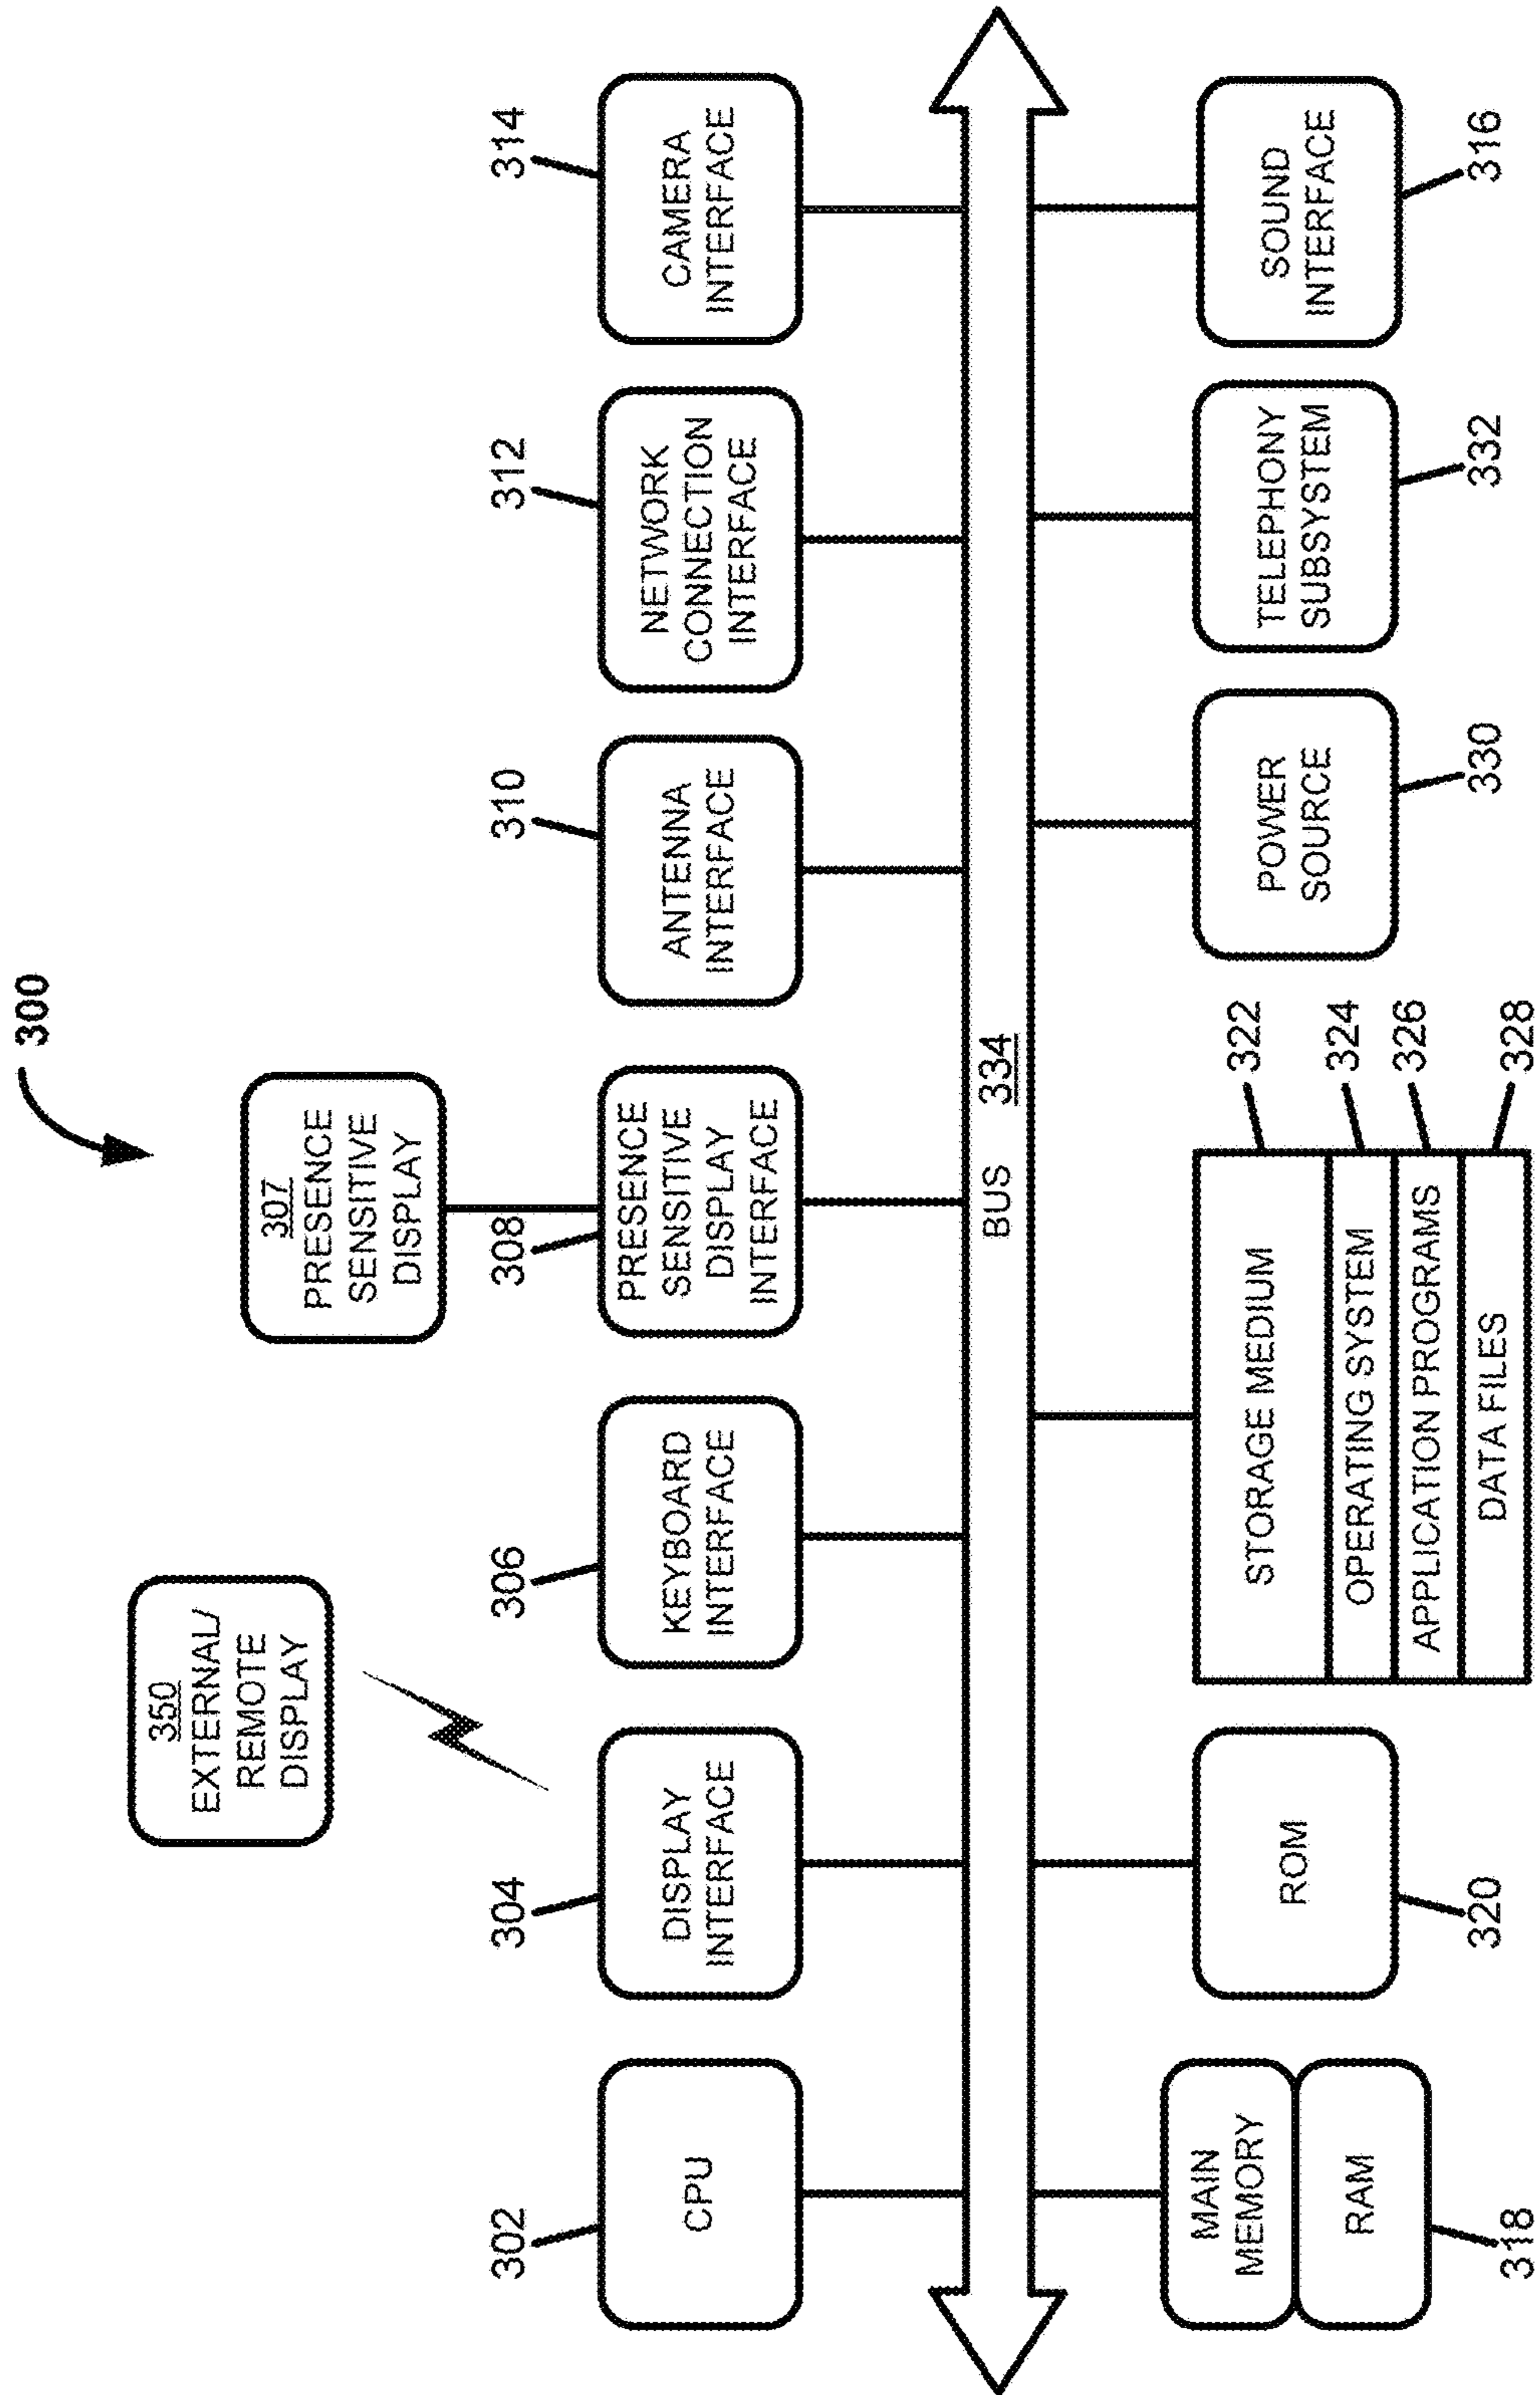 300
350
EXTERNAL/
REMOTE
DISPLAY
307
PRESENCE
SENSITIVE
DISPLAY
302
CPU
304
DISPLAY
INTERFACE
306
KEYBOARD
INTERFACE
308
PRESENCE
SENSITIVE
DISPLAY
INTERFACE
310
ANTENNA
INTERFACE
312
NETWORK
CONNECTION
INTERFACE
314
CAMERA
INTERFACE
BUS 334
MAIN
MEMORY
RAM
318
ROM
320
STORAGE MEDIUM
322
OPERATING SYSTEM
324
APPLICATION PROGRAMS
326
DATA FILES
328
POWER
SOURCE
330
TELEPHONY
SUBSYSTEM
332
SOUND
INTERFACE
316